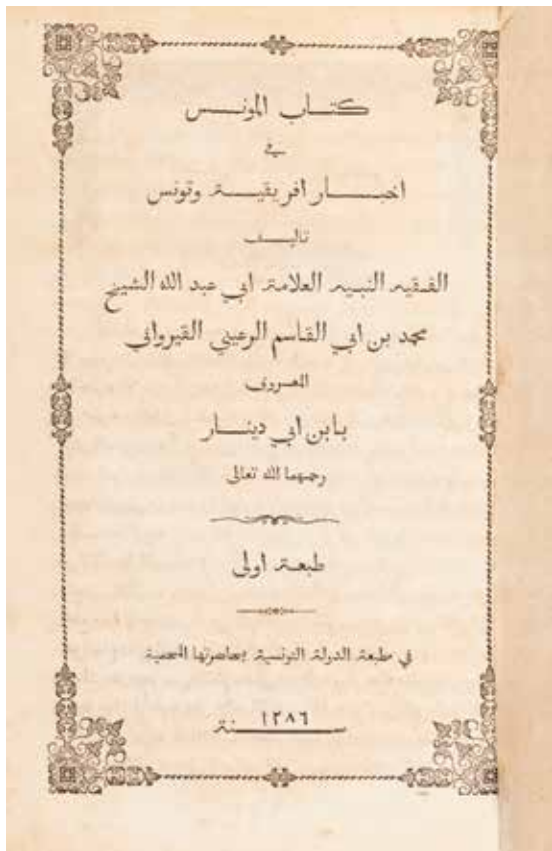 كتاب المونس
في
اخبار افريقية وتونس
تاليف
الفقيه النبيه العلامة ابي عبد الله الشيخ
محمد بن ابي القاسم الرعيني القيرواني
المعروف
بابن ابي دينار
رحمهما الله تعالى
طبعة اولى
في مطبعة الدولة التونسية بحاضرتها المحمية
سنة ١٢٨٦